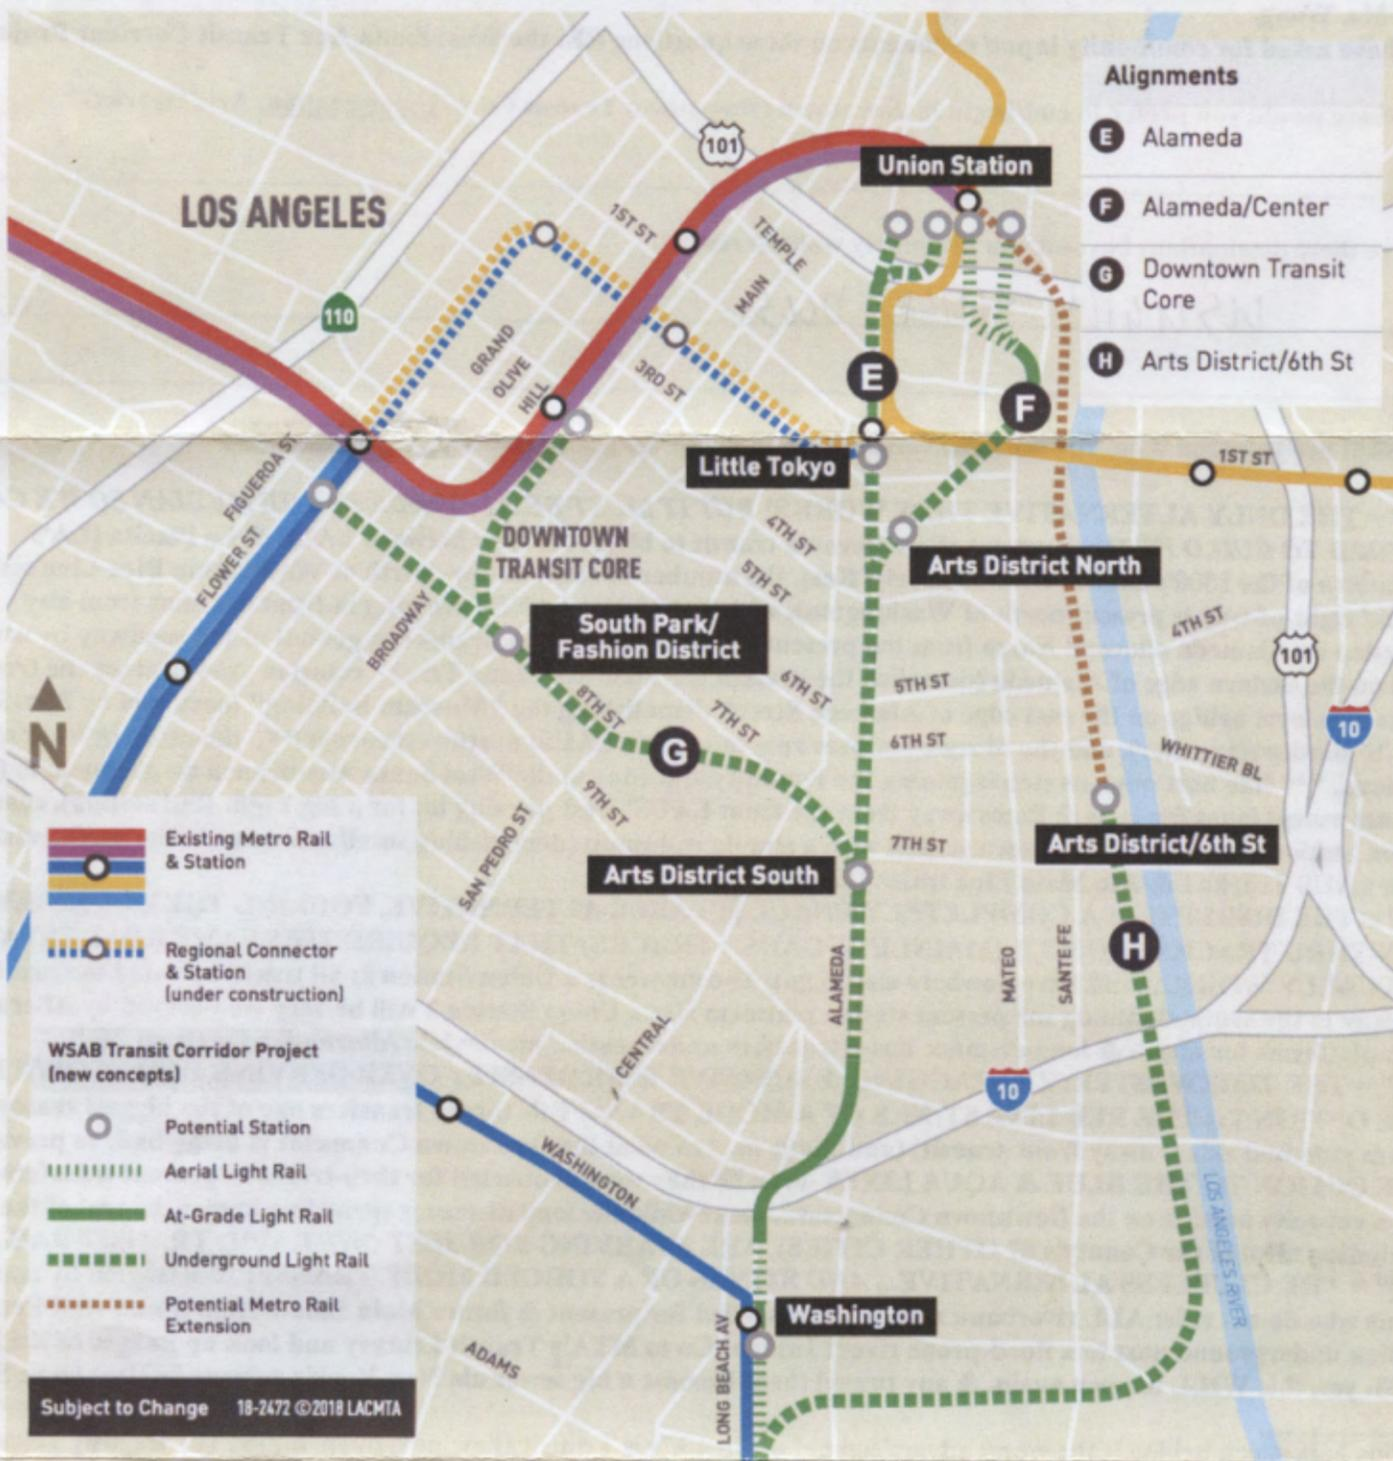 Alignments
E Alameda
F Alameda/Center
G Downtown Transit
Core
H Arts District/6th St
101
Union Station
LOS ANGELES
1ST ST
TEMPLE
MAIN
110
GRAND
OLIVE
HILL
3RD ST
E
F
Little Tokyo
1ST ST
FIGUEROA ST
FLOWER ST
DOWNTOWN
TRANSIT CORE
4TH ST
5TH ST
Arts District North
BROADWAY
South Park/
Fashion District
4TH ST
101
6TH ST
5TH ST
N
8TH ST
7TH ST
G
6TH ST
WHITTIER BL
10
9TH ST
SAN PEDRO ST
7TH ST
Arts District/6th St
Arts District South
H
ALAMEDA
MATEO
SANTE FE
CENTRAL
10
WASHINGTON
LOS ANGELES RIVER
Washington
LONG BEACH AV
ADAMS
Existing Metro Rail
& Station
Regional Connector
& Station
(under construction)
WSAB Transit Corridor Project
(new concepts)
Potential Station
Aerial Light Rail
At-Grade Light Rail
Underground Light Rail
Potential Metro Rail
Extension
Subject to Change 18-2472 ©2018 LACMTA